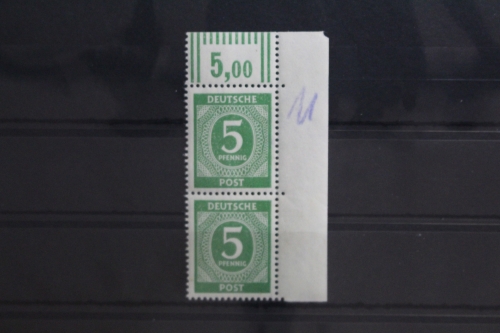 5,00
DEUTSCHE
5
PFENNIG
POST
DEUTSCHE
5
PFENNIG
POST